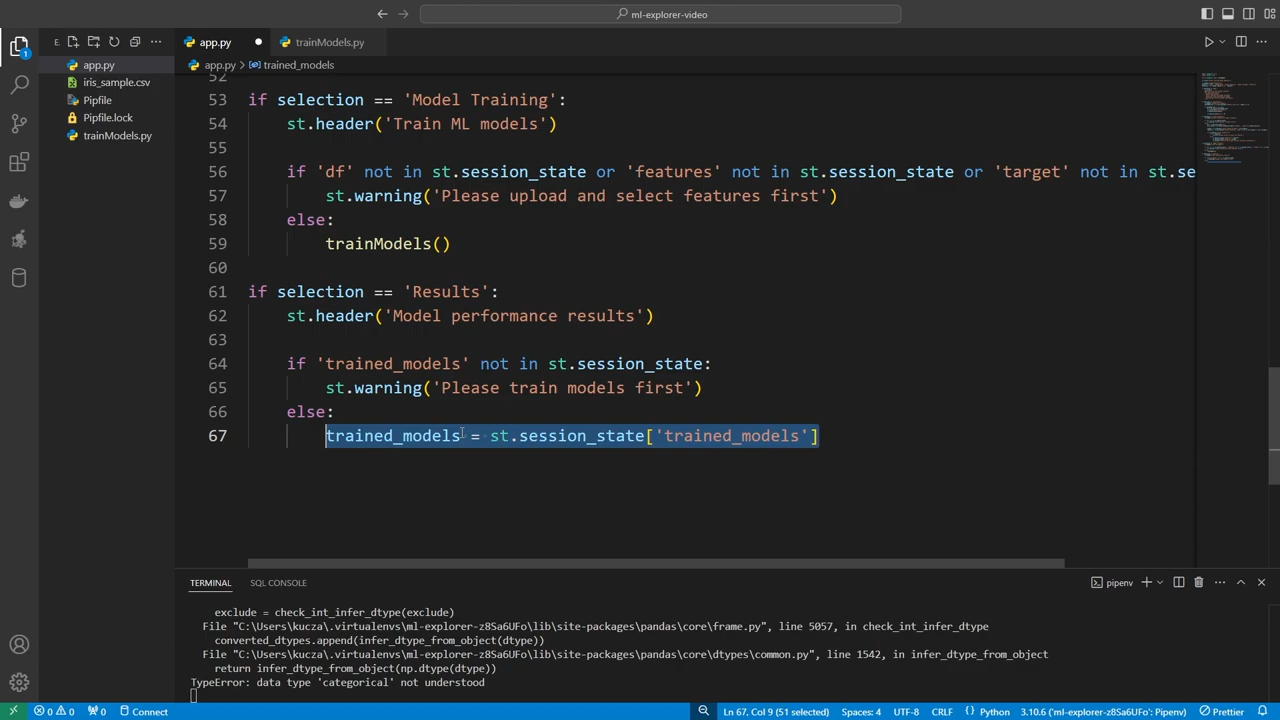 ml-explorer-video
E
app.py
trainModels.py
app.py
app.py > trained_models
iris_sample.csv
Pipfile
Pipfile.lock
trainModels.py
1
52
53 if selection == 'Model Training':
54 st.header('Train ML models')
55
56 if 'df' not in st.session_state or 'features' not in st.session_state or 'target' not in st.se
57 st.warning('Please upload and select features first')
58 else:
59 trainModels()
60
61 if selection == 'Results':
62 st.header('Model performance results')
63
64 if 'trained_models' not in st.session_state:
65 st.warning('Please train models first')
66 else:
67 trained_models = st.session_state['trained_models']
TERMINAL SQL CONSOLE pipenv
exclude = check_int_infer_dtype(exclude)
File "C:\Users\kucza\.virtualenvs\ml-explorer-z8Sa6UFo\lib\site-packages\pandas\core\frame.py", line 5057, in check_int_infer_dtype
converted_dtypes.append(infer_dtype_from_object(dtype))
File "C:\Users\kucza\.virtualenvs\ml-explorer-z8Sa6UFo\lib\site-packages\pandas\core\dtypes\common.py", line 1542, in infer_dtype_from_object
return infer_dtype_from_object(np.dtype(dtype))
TypeError: data type 'categorical' not understood
0 0 0 Connect Ln 67, Col 9 (51 selected) Spaces: 4 UTF-8 CRLF Python 3.10.6 ('ml-explorer-z8Sa6UFo': Pipenv) Prettier